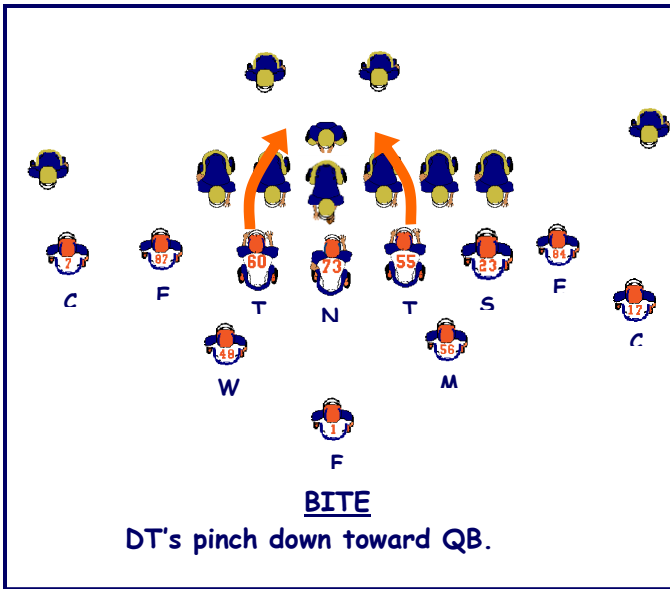 7 87 60 73 55 23 84
C F T N T S F
17
C
48 56
W M
1
F
BITE
DT's pinch down toward QB.